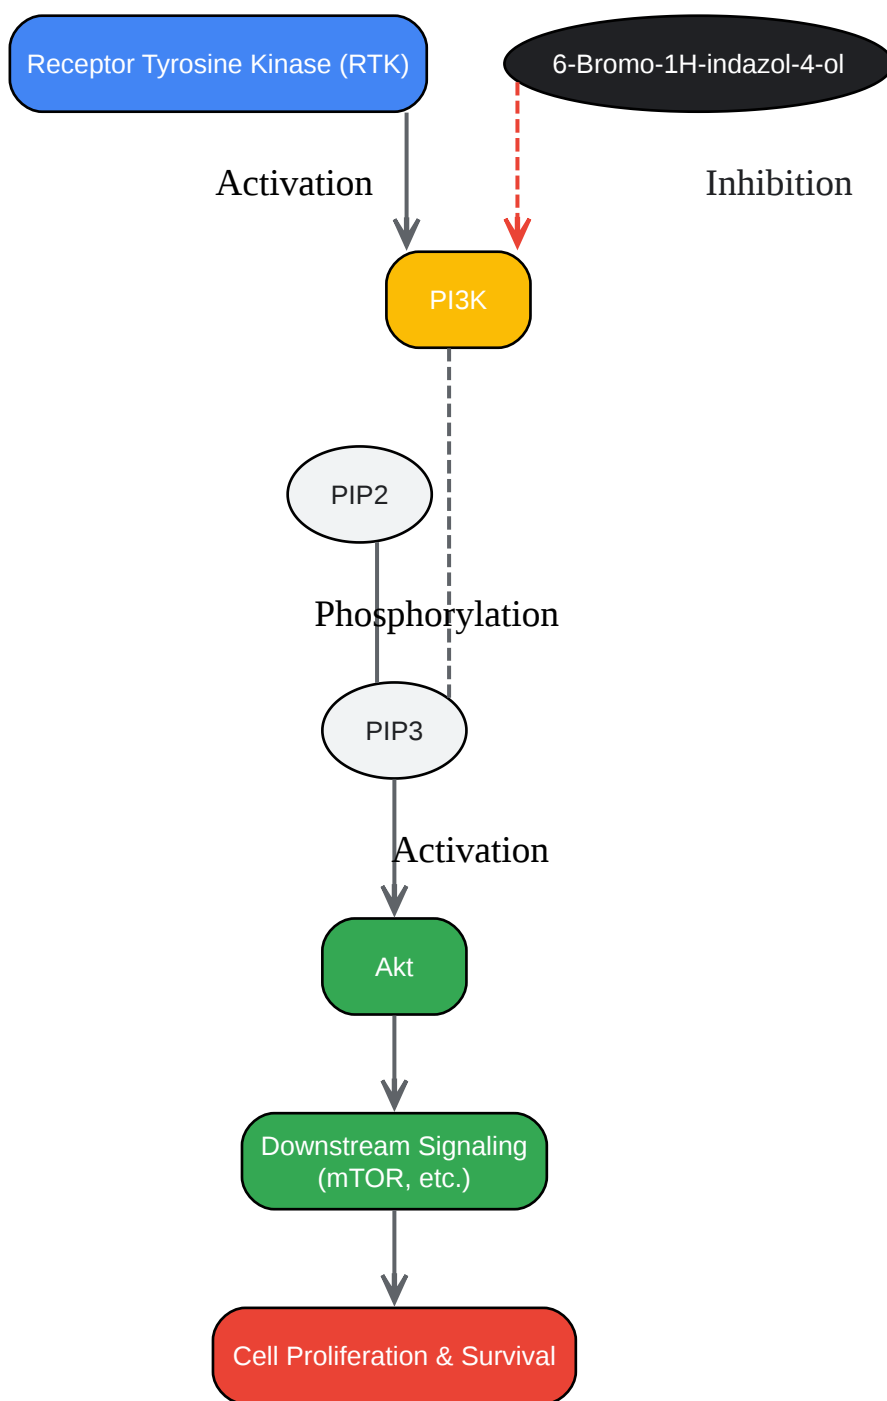 Receptor Tyrosine Kinase (RTK)
6-Bromo-1H-indazol-4-ol
Activation
Inhibition
PI3K
PIP2
Phosphorylation
PIP3
Activation
Akt
Downstream Signaling
(mTOR, etc.)
Cell Proliferation & Survival